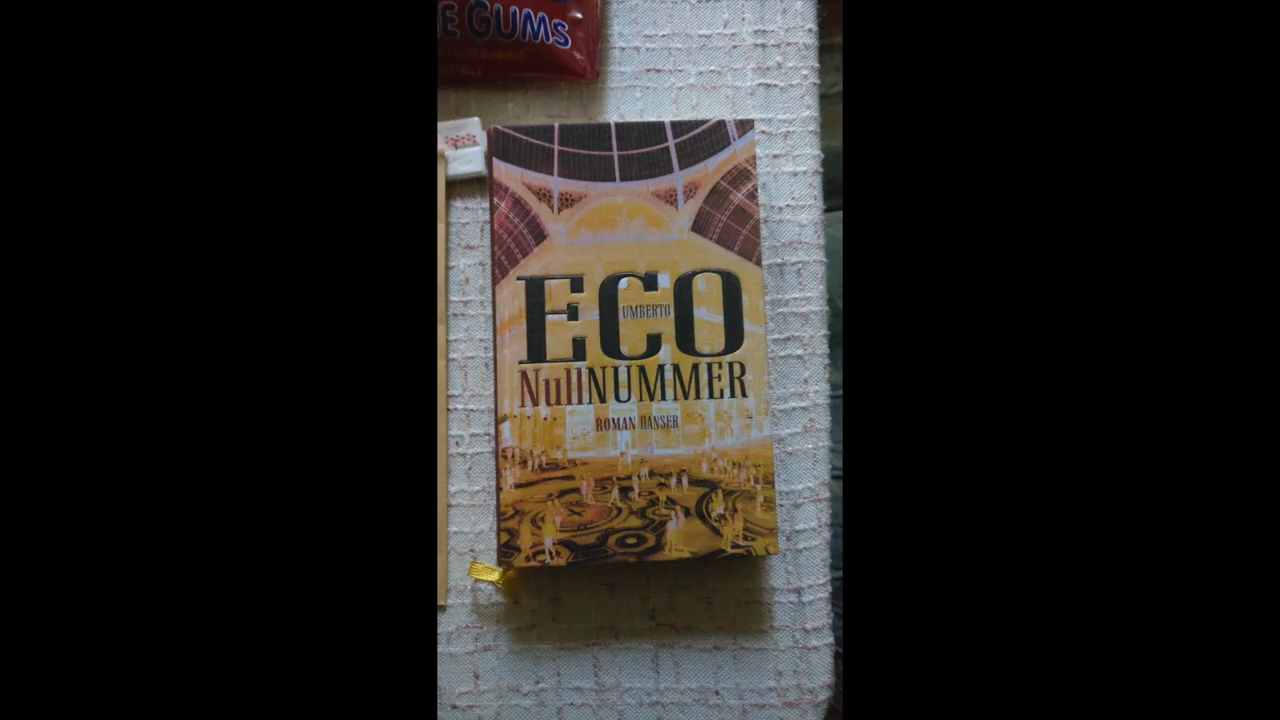 E GUMS
ECO
UMBERTO
NullNUMMER
ROMAN HANSER